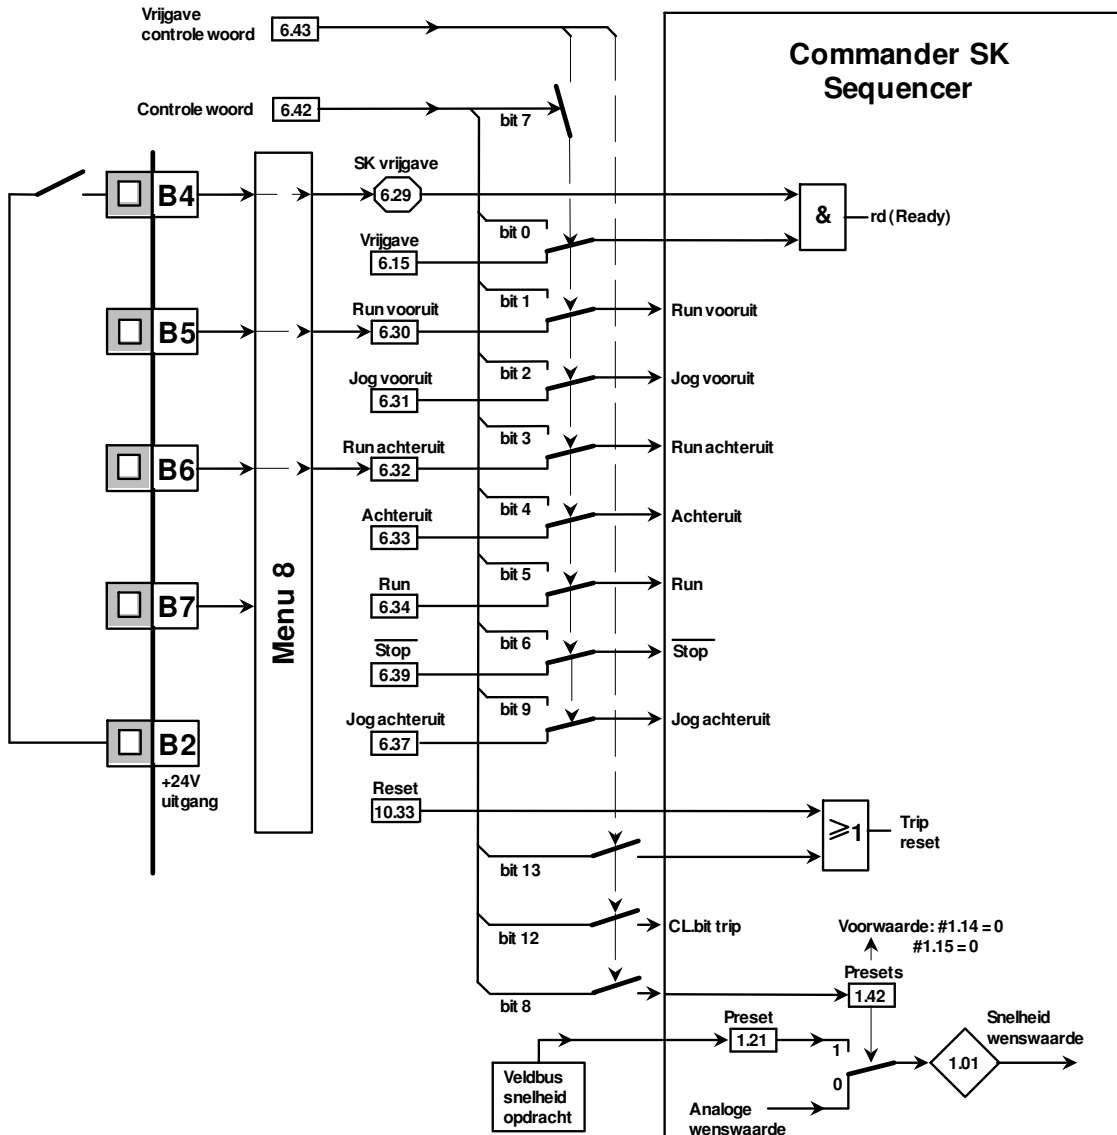 Vrijgave
controle woord
6.43
Commander SK
Sequencer
Controle woord
6.42
bit 7
SK vrijgave
B4
6.29
&
rd (Ready)
bit 0
Vrijgave
6.15
bit 1
Run vooruit
B5
6.30
Run vooruit
bit 2
Jog vooruit
6.31
Jog vooruit
bit 3
Run achteruit
B6
6.32
Run achteruit
bit 4
Achteruit
6.33
Achteruit
Menu 8
bit 5
Run
B7
6.34
Run
bit 6
Stop
6.39
Stop
bit 9
Jog achteruit
6.37
Jog achteruit
B2
+24V
uitgang
Reset
10.33
≥1
Trip
reset
bit 13
bit 12
CL.bit trip
Voorwaarde: #1.14 = 0
#1.15 = 0
bit 8
Presets
1.42
Preset
1.21
1
0
Snelheid
wenswaarde
1.01
Veldbus
snelheid
opdracht
Analoge
wenswaarde